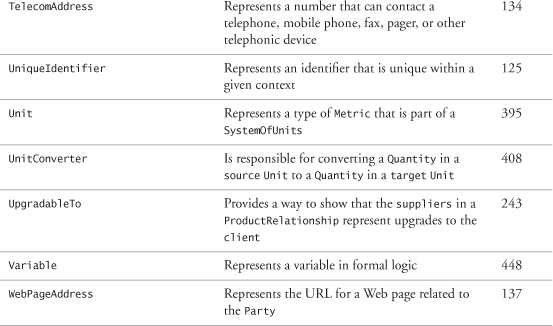 TelecomAddress Represents a number that can contact a 134
telephone, mobile phone, fax, pager, or other
telephonic device
UniqueIdentifier Represents an identifier that is unique within a 125
given context
Unit Represents a type of Metric that is part of a 395
SystemOfUnits
UnitConverter Is responsible for converting a Quantity in a 408
source Unit to a Quantity in a target Unit
UpgradableTo Provides a way to show that the suppliers in a 243
ProductRelationship represent upgrades to the
client
Variable Represents a variable in formal logic 448
WebPageAddress Represents the URL for a Web page related to 137
the Party